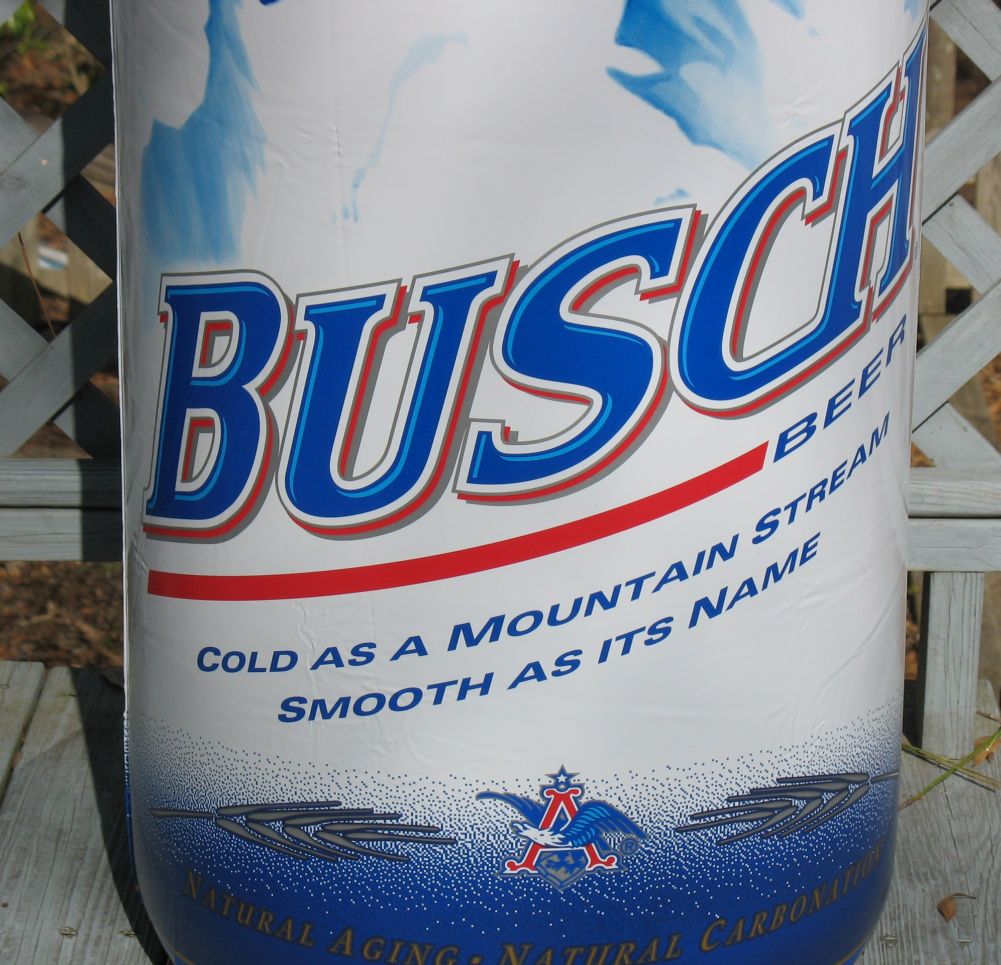 BUSCH
BEER
COLD AS A MOUNTAIN STREAM
SMOOTH AS ITS NAME
A
®
NATURAL AGING • NATURAL CARBONATION